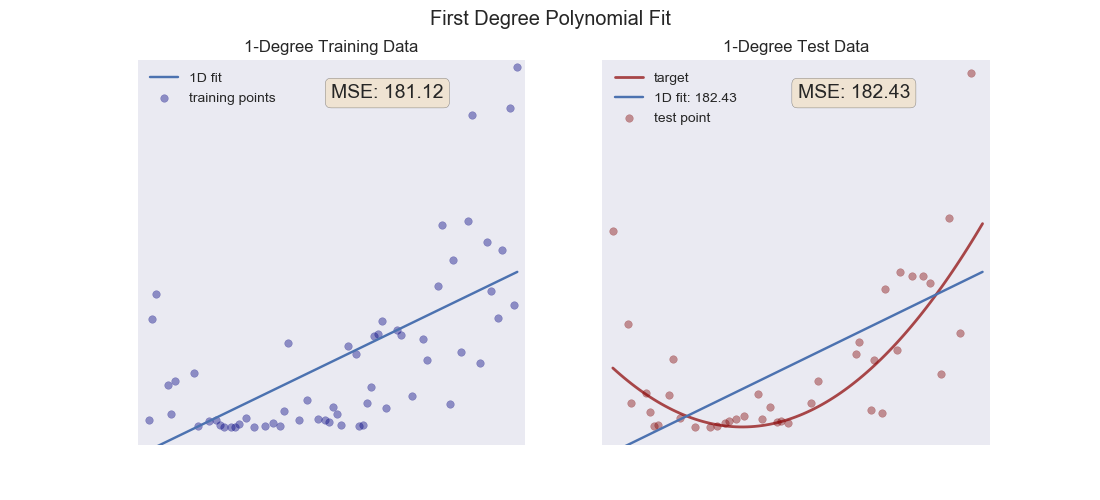 First Degree Polynomial Fit
1-Degree Training Data
1D fit
training points
MSE: 181.12
1-Degree Test Data
target
1D fit: 182.43
test point
MSE: 182.43